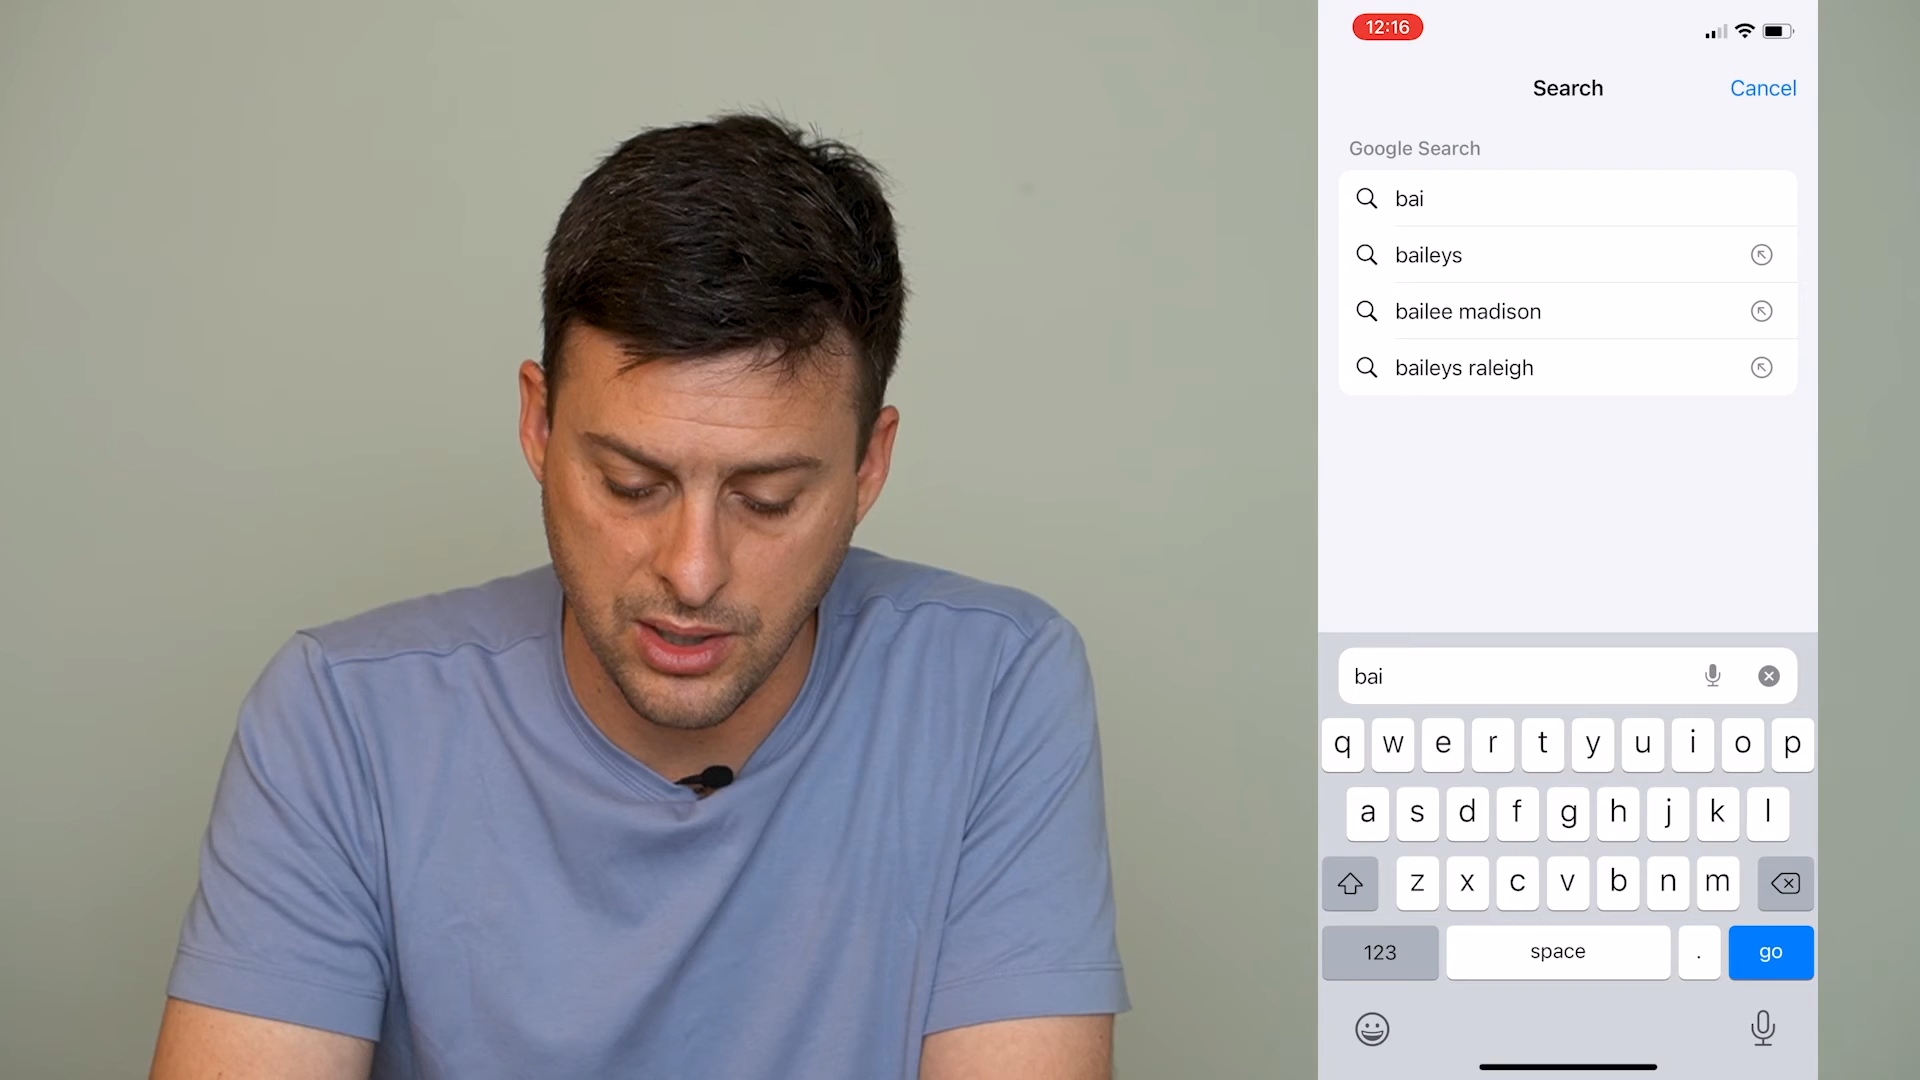 12:16
Search
Cancel
Google Search
bai
baileys
bailee madison
baileys raleigh
bai
q w e r t y u i o p
a s d f g h j k l
z x c v b n m
123 space . go